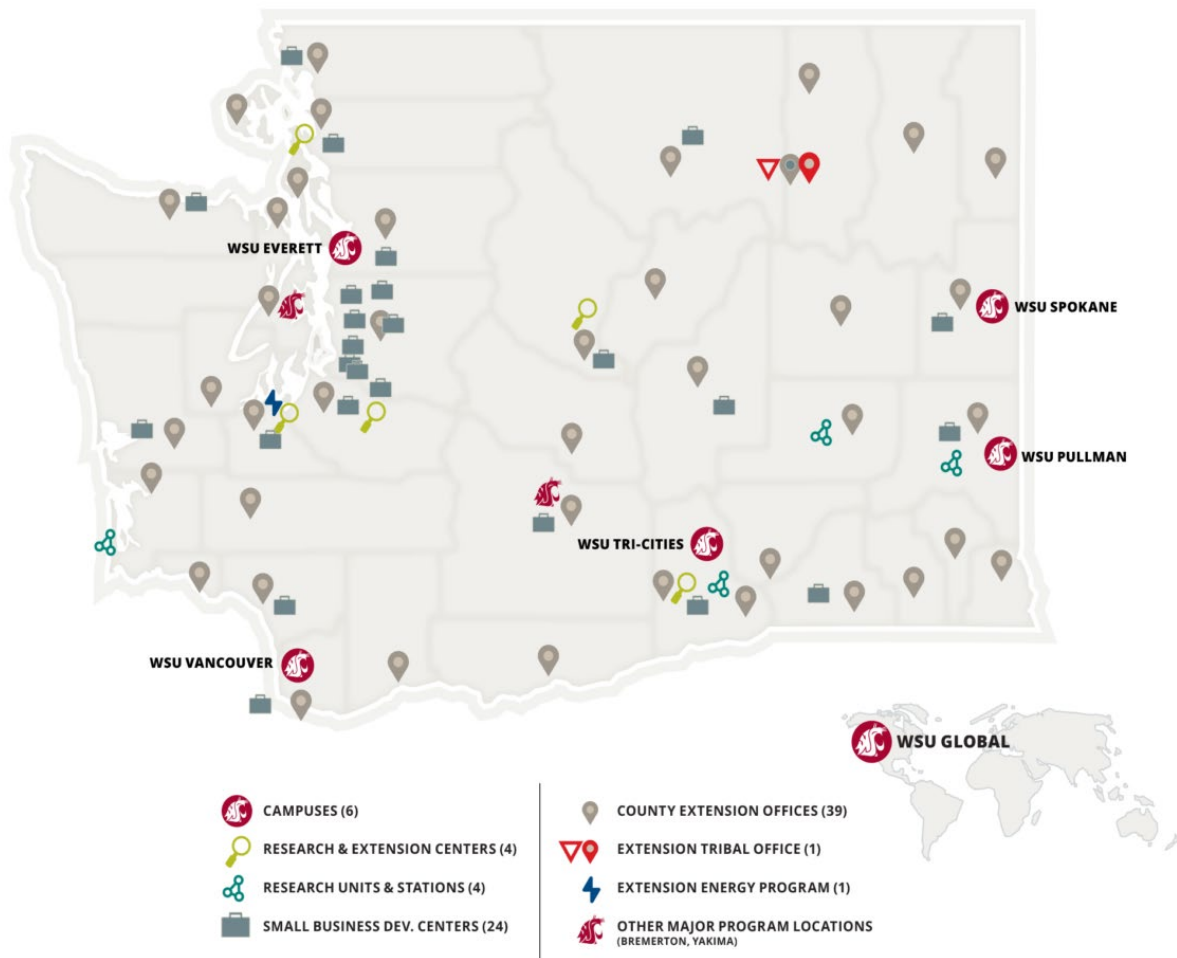 WSU EVERETT
WSU SPOKANE
WSU PULLMAN
WSU TRI-CITIES
WSU VANCOUVER
WSU GLOBAL
CAMPUSES (6)
RESEARCH & EXTENSION CENTERS (4)
RESEARCH UNITS & STATIONS (4)
SMALL BUSINESS DEV. CENTERS (24)
COUNTY EXTENSION OFFICES (39)
EXTENSION TRIBAL OFFICE (1)
EXTENSION ENERGY PROGRAM (1)
OTHER MAJOR PROGRAM LOCATIONS
(BREMERTON, YAKIMA)